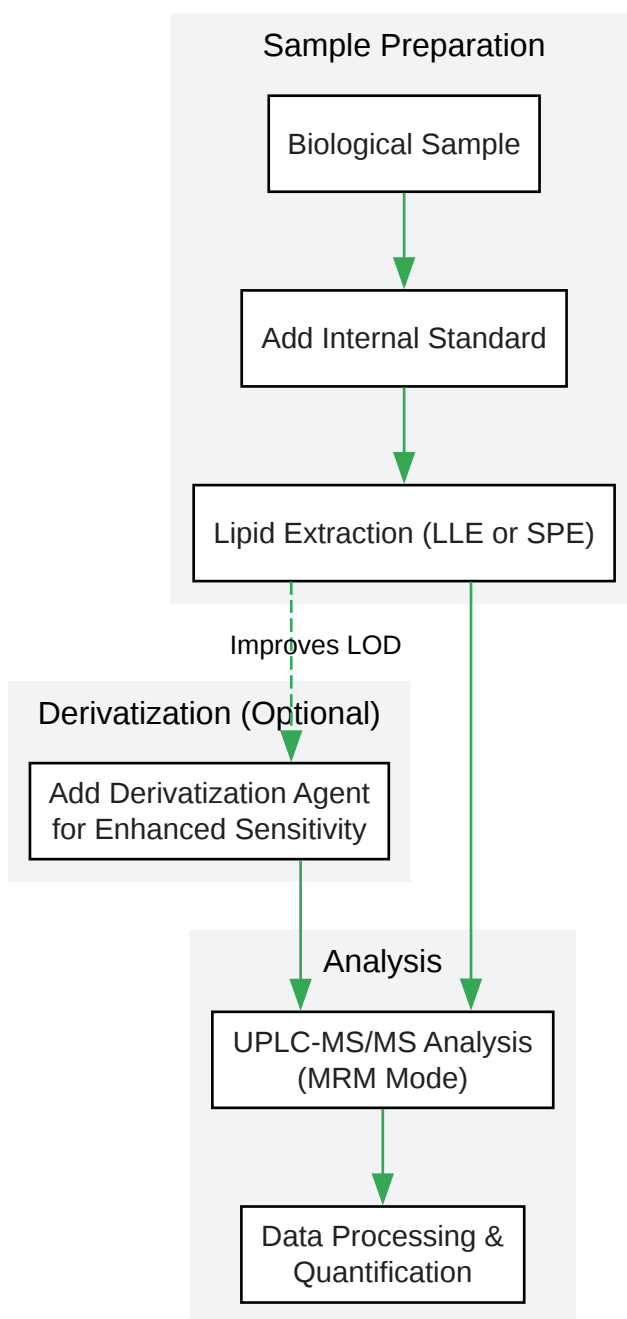 Sample Preparation
Biological Sample
Add Internal Standard
Lipid Extraction (LLE or SPE)
Improves LOD
Derivatization (Optional)
Add Derivatization Agent
for Enhanced Sensitivity
Analysis
UPLC-MS/MS Analysis
(MRM Mode)
Data Processing &
Quantification